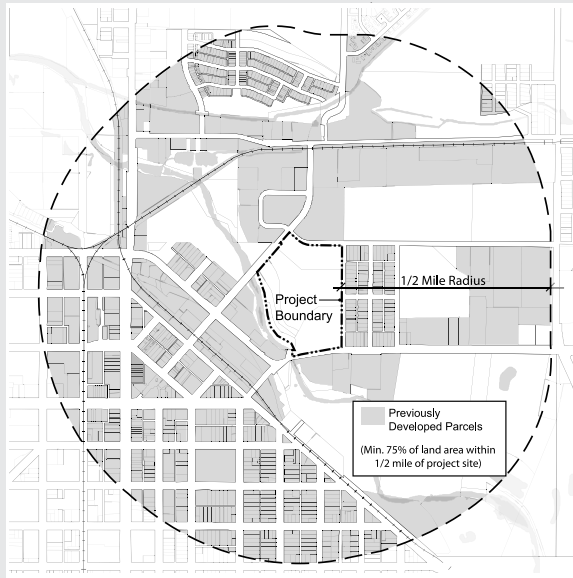 1/2 Mile Radius
Project
Boundary
Previously
Developed Parcels
(Min. 75% of land area within
1/2 mile of project site)